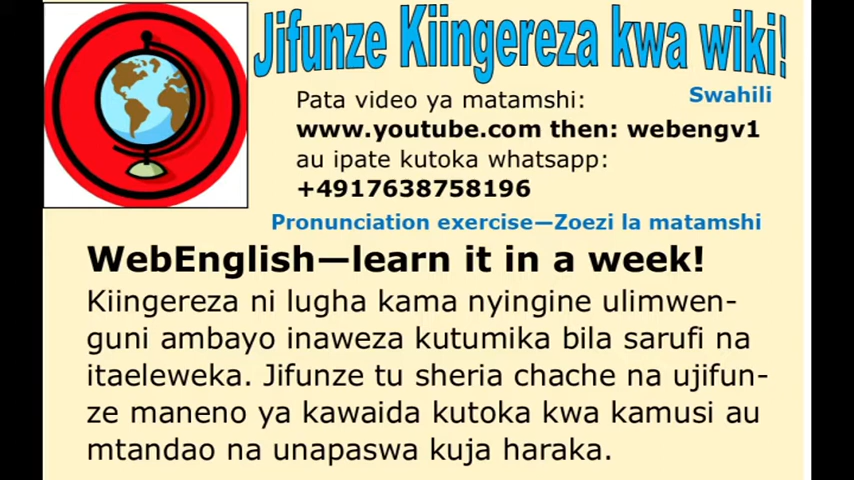 Jifunze Kiingereza kwa wiki!
Swahili
Pata video ya matamshi:
www.youtube.com then: webengv1
au ipate kutoka whatsapp:
+4917638758196
Pronunciation exercise—Zoezi la matamshi
WebEnglish—learn it in a week!
Kiingereza ni lugha kama nyingine ulimwen-
guni ambayo inaweza kutumika bila sarufi na
itaeleweka. Jifunze tu sheria chache na ujifun-
ze maneno ya kawaida kutoka kwa kamusi au
mtandao na unapaswa kuja haraka.